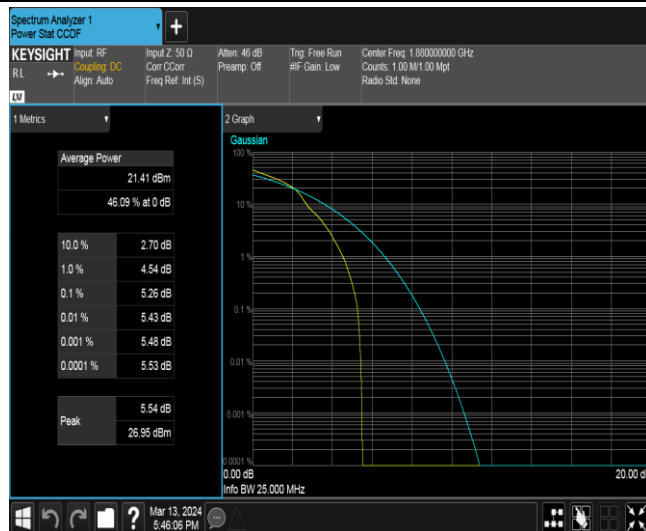 Spectrum Analyzer 1
Power Stat CCDF
KEYSIGHT
RL
LXI
Input: RF
Coupling: DC
Align: Auto
Input Z: 50 Ω
Corr CCorr
Freq Ref: Int (S)
Atten: 46 dB
Preamp: Off
Trig: Free Run
#IF Gain: Low
Center Freq: 1.880000000 GHz
Counts: 1.00 M/1.00 Mpt
Radio Std: None
1 Metrics
Average Power
21.41 dBm
46.09 % at 0 dB
10.0 % 2.70 dB
1.0 % 4.54 dB
0.1 % 5.26 dB
0.01 % 5.43 dB
0.001 % 5.48 dB
0.0001 % 5.53 dB
Peak
5.54 dB
26.95 dBm
2 Graph
Gaussian
100 %
10 %
1 %
0.1 %
0.01 %
0.001 %
0.0001 %
0.00 dB
20.00 d
Info BW 25.000 MHz
?
Mar 13, 2024
5:46:06 PM